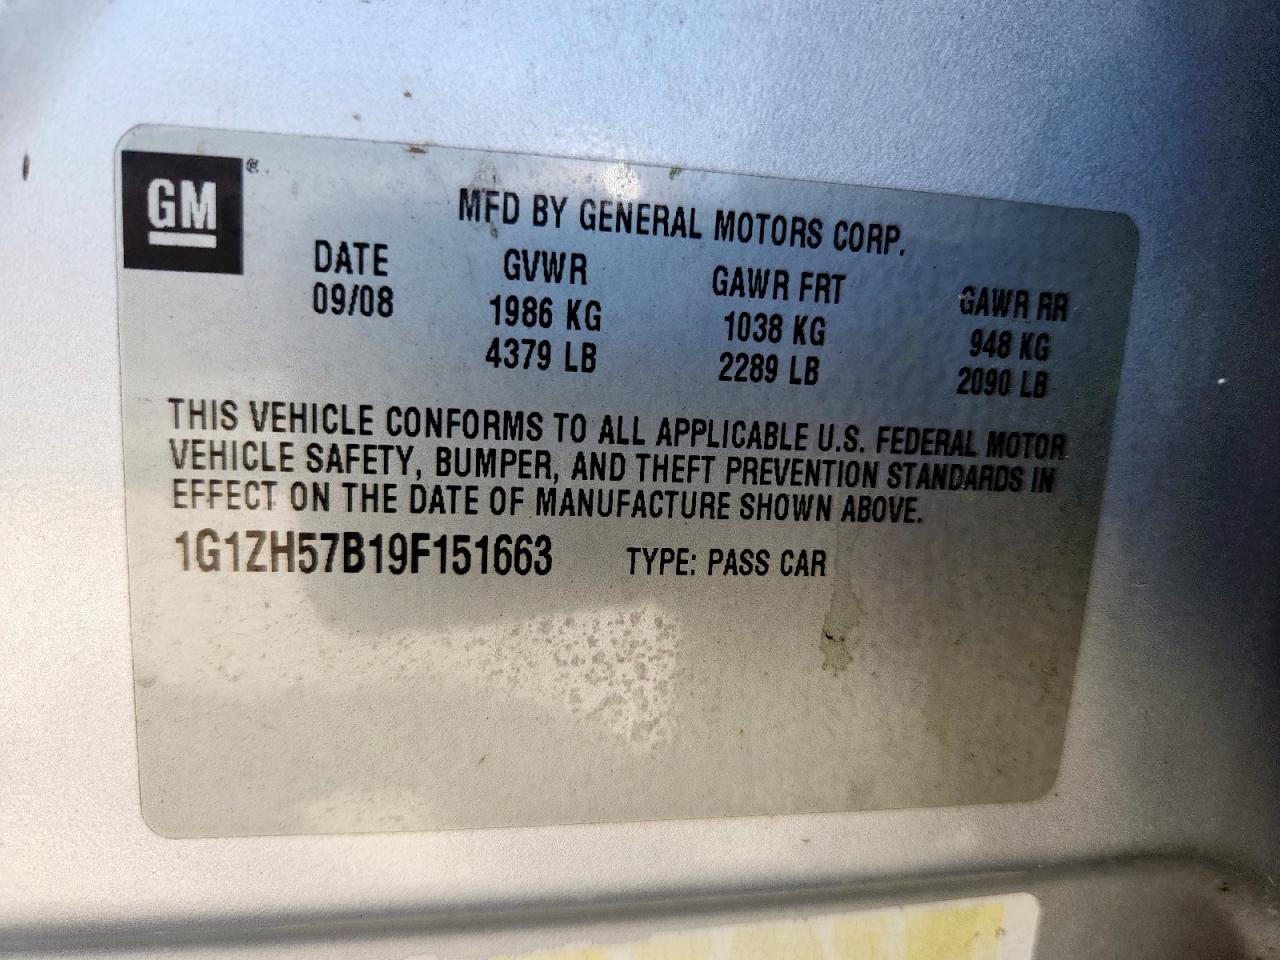 GM®
MFD BY GENERAL MOTORS CORP.
DATE GVWR GAWR FRT GAWR RR
09/08 1986 KG 1038 KG 948 KG
4379 LB 2289 LB 2090 LB
THIS VEHICLE CONFORMS TO ALL APPLICABLE U.S. FEDERAL MOTOR
VEHICLE SAFETY, BUMPER, AND THEFT PREVENTION STANDARDS IN
EFFECT ON THE DATE OF MANUFACTURE SHOWN ABOVE.
1G1ZH57B19F151663 TYPE: PASS CAR